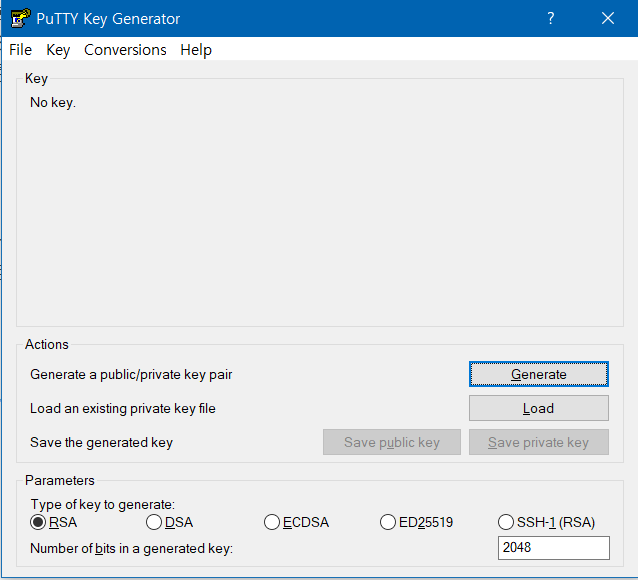 PuTTY Key Generator ?
File Key Conversions Help
Key
No key.
Actions
Generate a public/private key pair Generate
Load an existing private key file Load
Save the generated key Save public key Save private key
Parameters
Type of key to generate:
RSA DSA ECDSA ED25519 SSH-1 (RSA)
Number of bits in a generated key: 2048